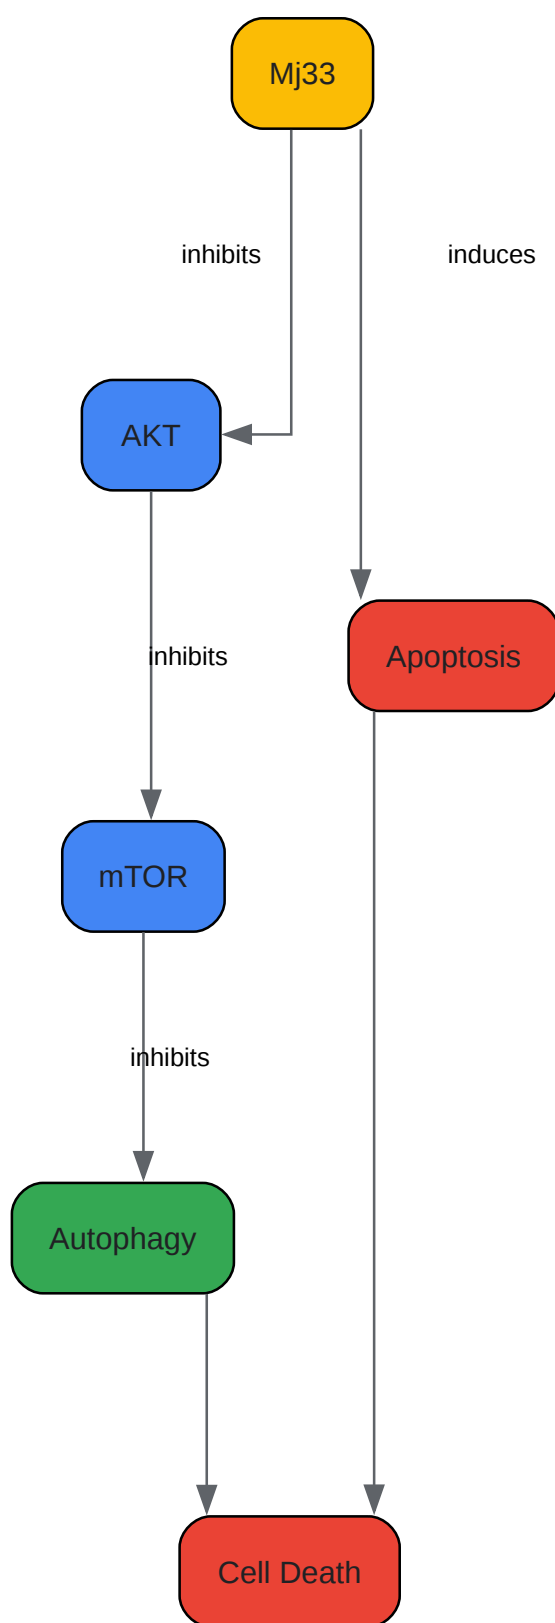 Mj33
inhibits
induces
AKT
inhibits
Apoptosis
mTOR
inhibits
Autophagy
Cell Death